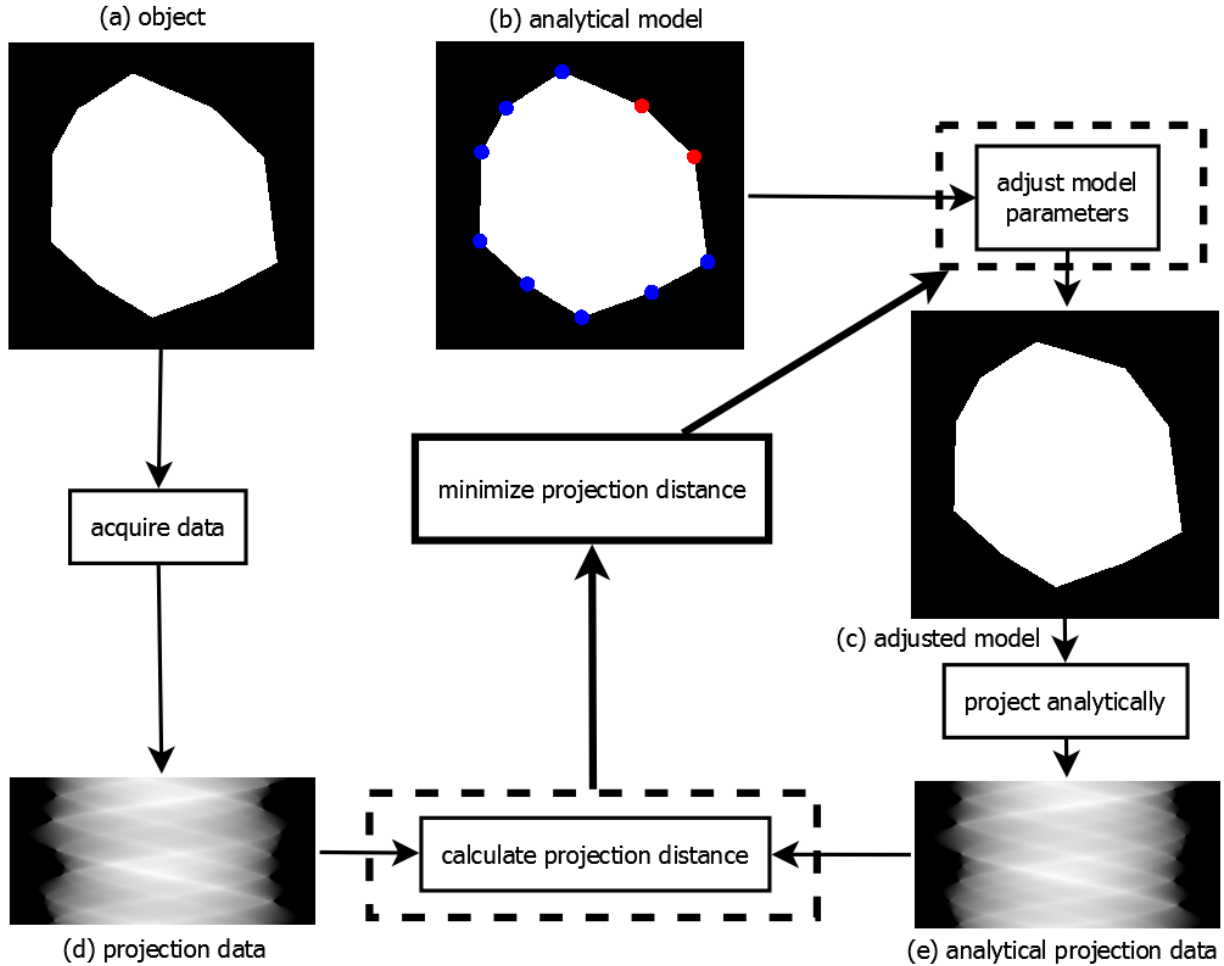 (a) object
(b) analytical model
adjust model
parameters
minimize projection distance
acquire data
(c) adjusted model
project analytically
calculate projection distance
(d) projection data
(e) analytical projection data